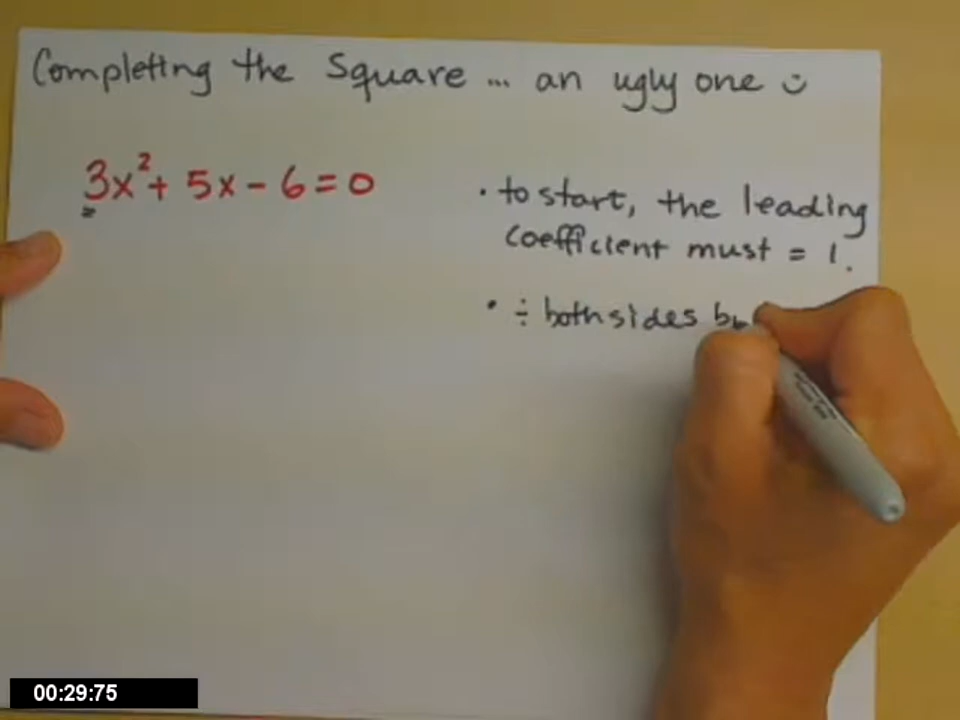 Completing the Square ... an ugly one
3x² + 5x - 6 = 0
• to start, the leading
coefficient must = 1.
• ÷ both sides by
00:29:75